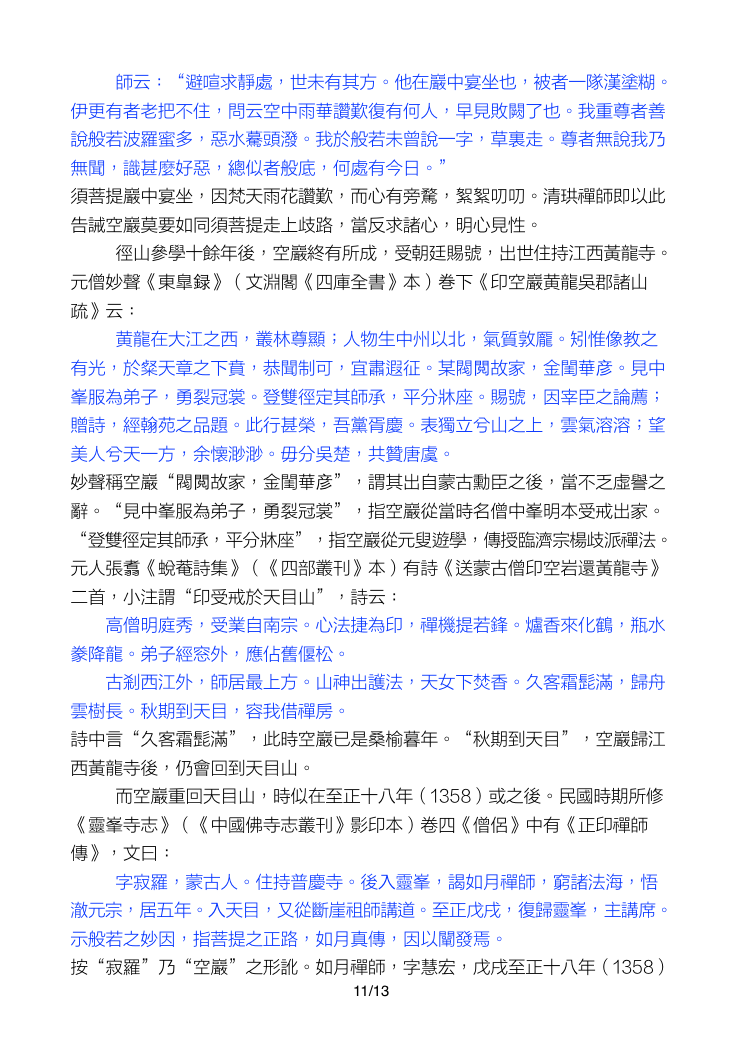 師云：“避喧求靜處，世未有其方。他在巖中宴坐也，被者一隊漢塗糊。
伊更有者老把不住，問云空中雨華讚歎復有何人，早見敗闕了也。我重尊者善
說般若波羅蜜多，惡水驀頭潑。我於般若未曾說一字，草裏走。尊者無說我乃
無聞，識甚麼好惡，總似者般底，何處有今日。”
須菩提巖中宴坐，因梵天雨花讚歎，而心有旁騖，絮絮叨叨。清珙禪師即以此
告誡空巖莫要如同須菩提走上歧路，當反求諸心，明心見性。
徑山參學十餘年後，空巖終有所成，受朝廷賜號，出世住持江西黃龍寺。
元僧妙聲《東臯録》（文淵閣《四庫全書》本）巻下《印空巖黄龍吳郡諸山
疏》云：
黄龍在大江之西，叢林尊顯；人物生中州以北，氣質敦龎。矧惟像教之
有光，於粲天章之下賁，恭聞制可，宜肅遐征。某閥閲故家，金閨華彦。見中
峯服為弟子，勇裂冠裳。登雙徑定其師承，平分牀座。賜號，因宰臣之論薦；
贈詩，經翰苑之品題。此行甚榮，吾黨胥慶。表獨立兮山之上，雲氣溶溶；望
美人兮天一方，余懐渺渺。毋分吳楚，共贊唐虞。
妙聲稱空巖“閥閲故家，金閨華彦”，謂其出自蒙古勳臣之後，當不乏虛譽之
辭。“見中峯服為弟子，勇裂冠裳”，指空巖從當時名僧中峯明本受戒出家。
“登雙徑定其師承，平分牀座”，指空巖從元叟遊學，傳授臨濟宗楊歧派禪法。
元人張翥《蛻菴詩集》（《四部叢刊》本）有詩《送蒙古僧印空岩還黃龍寺》
二首，小注謂“印受戒於天目山”，詩云：
高僧明庭秀，受業自南宗。心法捷為印，禪機提若鋒。爐香來化鶴，瓶水
豢降龍。弟子經窓外，應佔舊偃松。
古剎西江外，師居最上方。山神出護法，天女下焚香。久客霜髭滿，歸舟
雲樹長。秋期到天目，容我借禪房。
詩中言“久客霜髭滿”，此時空巖已是桑榆暮年。“秋期到天目”，空巖歸江
西黃龍寺後，仍會回到天目山。
而空巖重回天目山，時似在至正十八年（1358）或之後。民國時期所修
《靈峯寺志》（《中國佛寺志叢刊》影印本）卷四《僧侶》中有《正印禪師
傳》，文曰：
字寂羅，蒙古人。住持普慶寺。後入靈峯，謁如月禪師，窮諸法海，悟
澈元宗，居五年。入天目，又從斷崖祖師講道。至正戊戌，復歸靈峯，主講席。
示般若之妙因，指菩提之正路，如月真傳，因以闡發焉。
按“寂羅”乃“空巖”之形訛。如月禪師，字慧宏，戊戌至正十八年（1358）
11/13